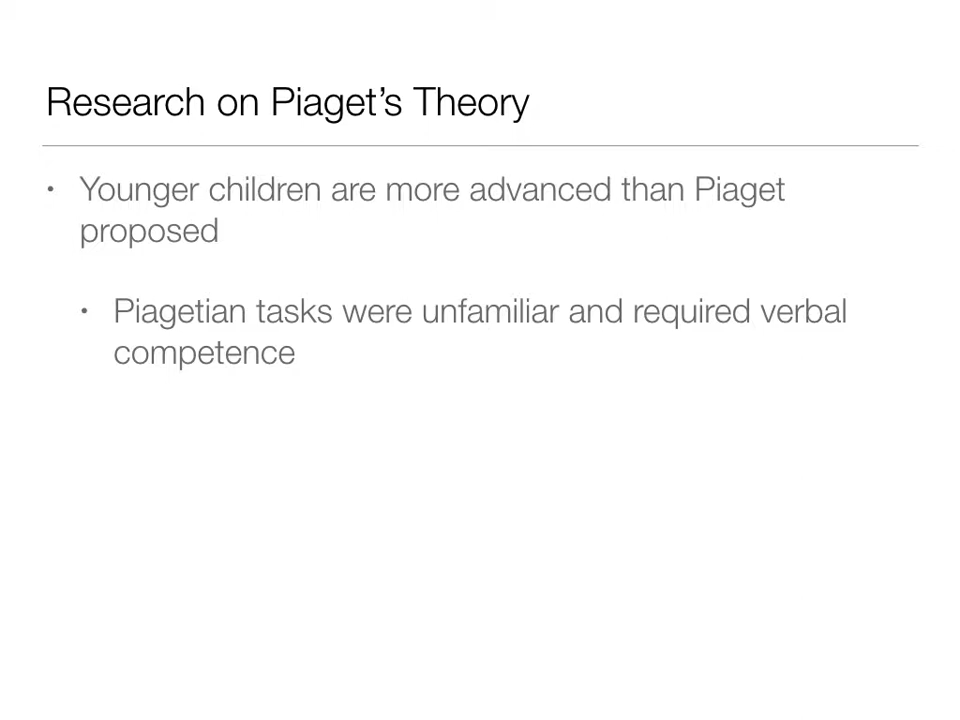 Research on Piaget’s Theory
• Younger children are more advanced than Piaget
proposed
• Piagetian tasks were unfamiliar and required verbal
competence